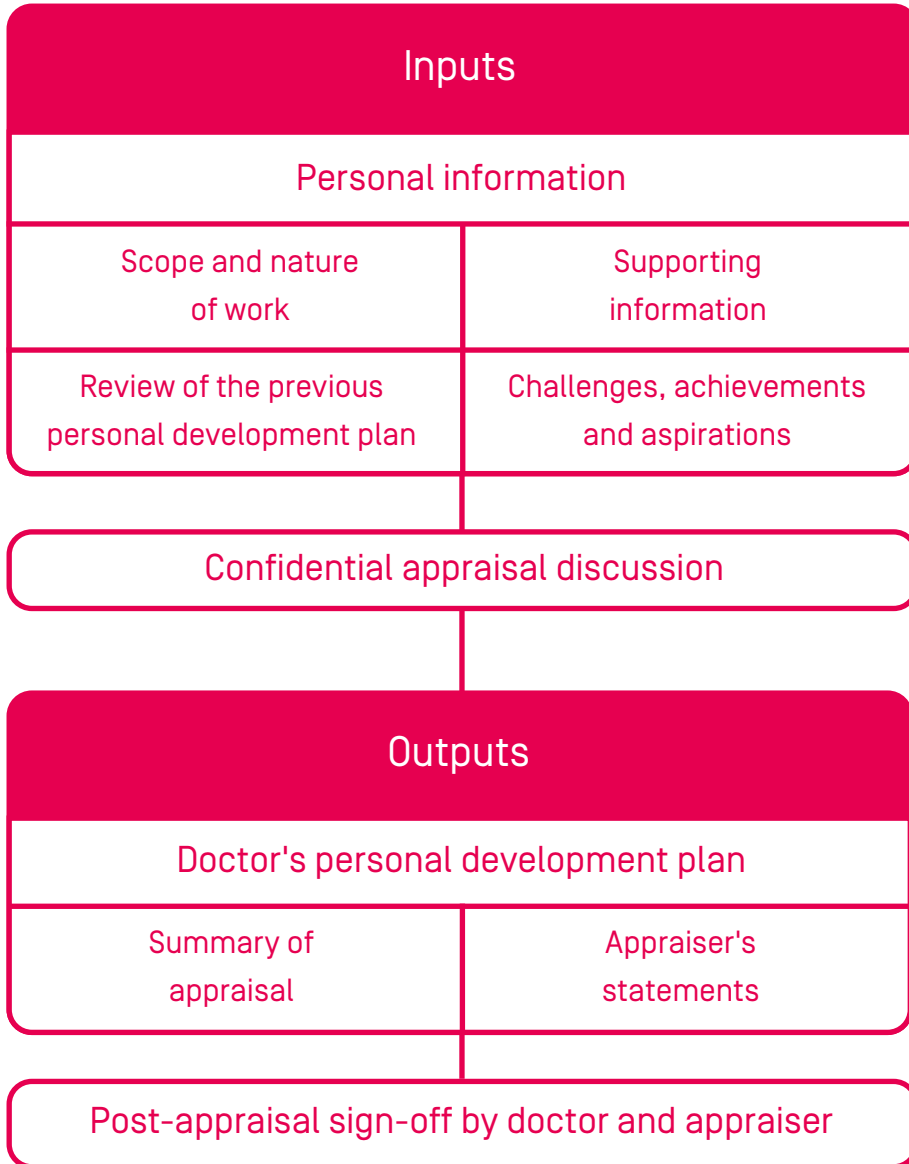 Inputs
Personal information
Scope and nature
of work
Supporting
information
Review of the previous
personal development plan
Challenges, achievements
and aspirations
Confidential appraisal discussion
Outputs
Doctor's personal development plan
Summary of
appraisal
Appraiser's
statements
Post-appraisal sign-off by doctor and appraiser